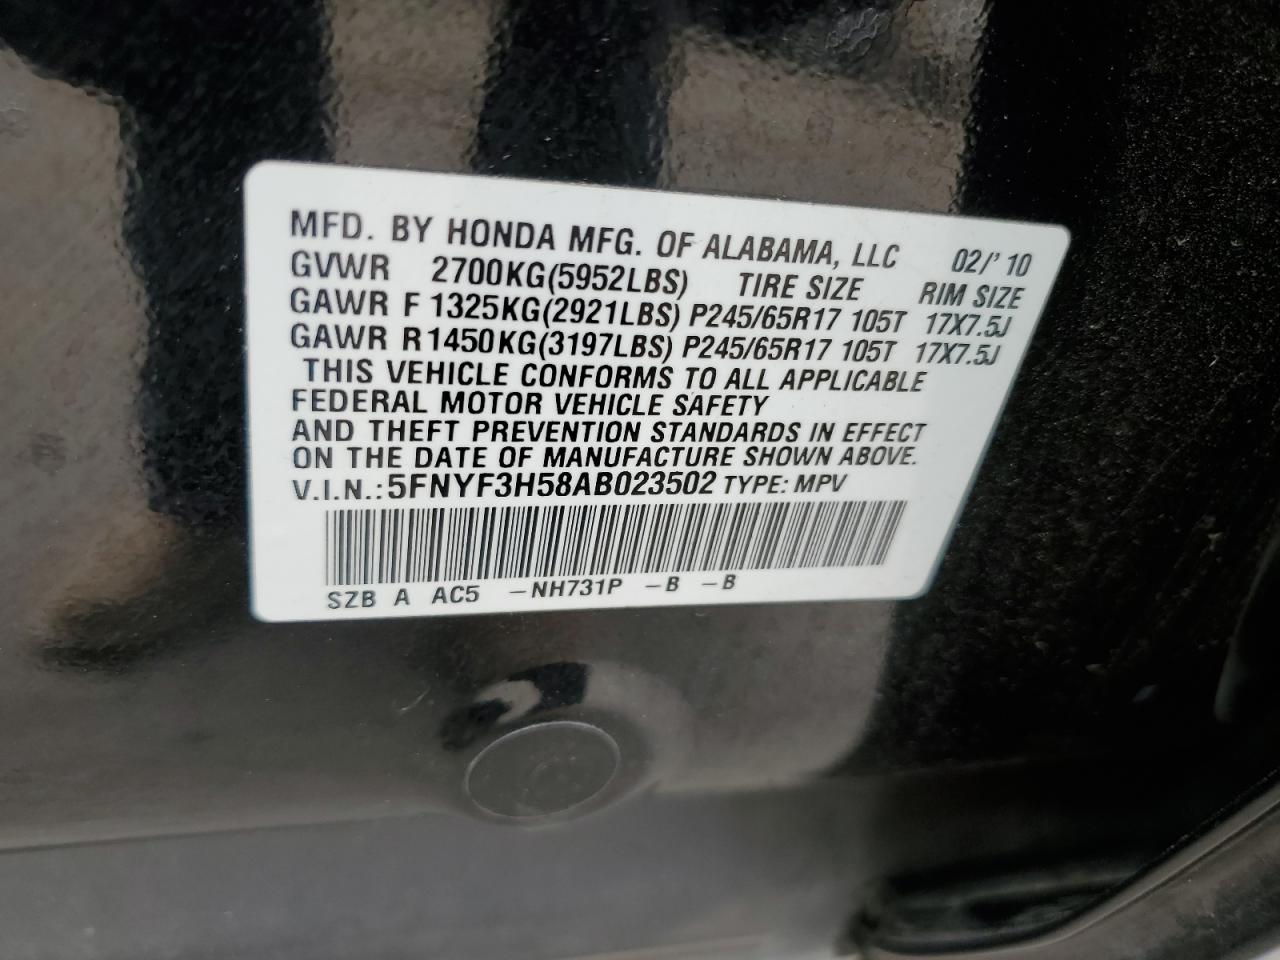 MFD. BY HONDA MFG. OF ALABAMA, LLC 02/'10
GVWR 2700KG(5952LBS) TIRE SIZE RIM SIZE
GAWR F 1325KG(2921LBS) P245/65R17 105T 17X7.5J
GAWR R 1450KG(3197LBS) P245/65R17 105T 17X7.5J
THIS VEHICLE CONFORMS TO ALL APPLICABLE
FEDERAL MOTOR VEHICLE SAFETY
AND THEFT PREVENTION STANDARDS IN EFFECT
ON THE DATE OF MANUFACTURE SHOWN ABOVE.
V.I.N.: 5FNYF3H58AB023502 TYPE: MPV
SZB A AC5 -NH731P -B -B